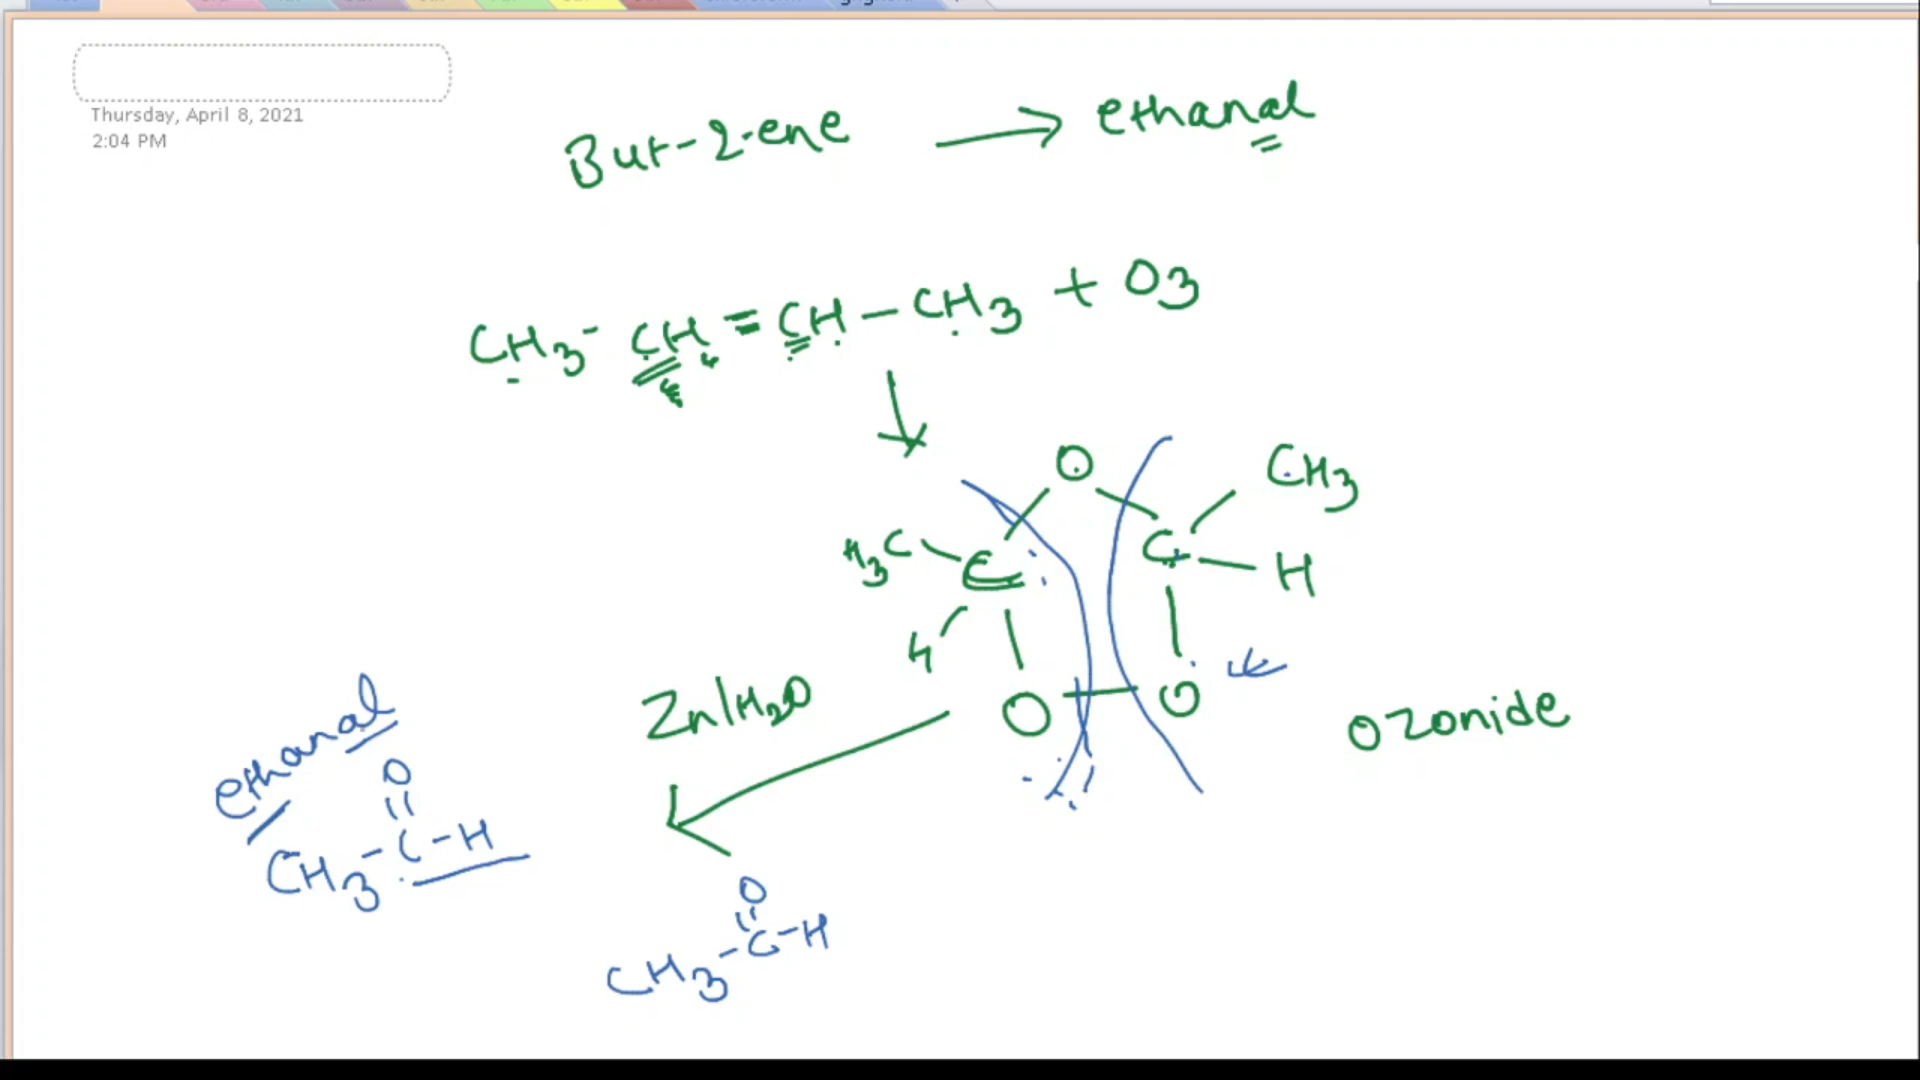 Thursday, April 8, 2021
2:04 PM
But-2-ene → ethanal
CH3 - CH = CH - CH3 + O3
O
CH3
H3C - C
C - H
H
O - O
Zn/H2O
Ozonide
ethanal
O
CH3 - C - H
O
CH3 - C - H